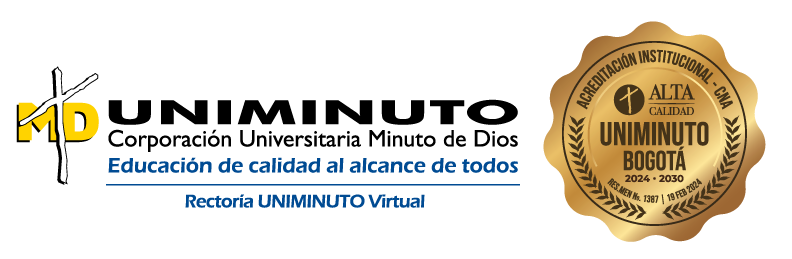 MD UNIMINUTO
Corporación Universitaria Minuto de Dios
Educación de calidad al alcance de todos
Rectoría UNIMINUTO Virtual
ACREDITACIÓN INSTITUCIONAL - CNA
ALTA
CALIDAD
UNIMINUTO
BOGOTÁ
2024 • 2030
RES.MEN No. 1387 | 19 FEB 2024